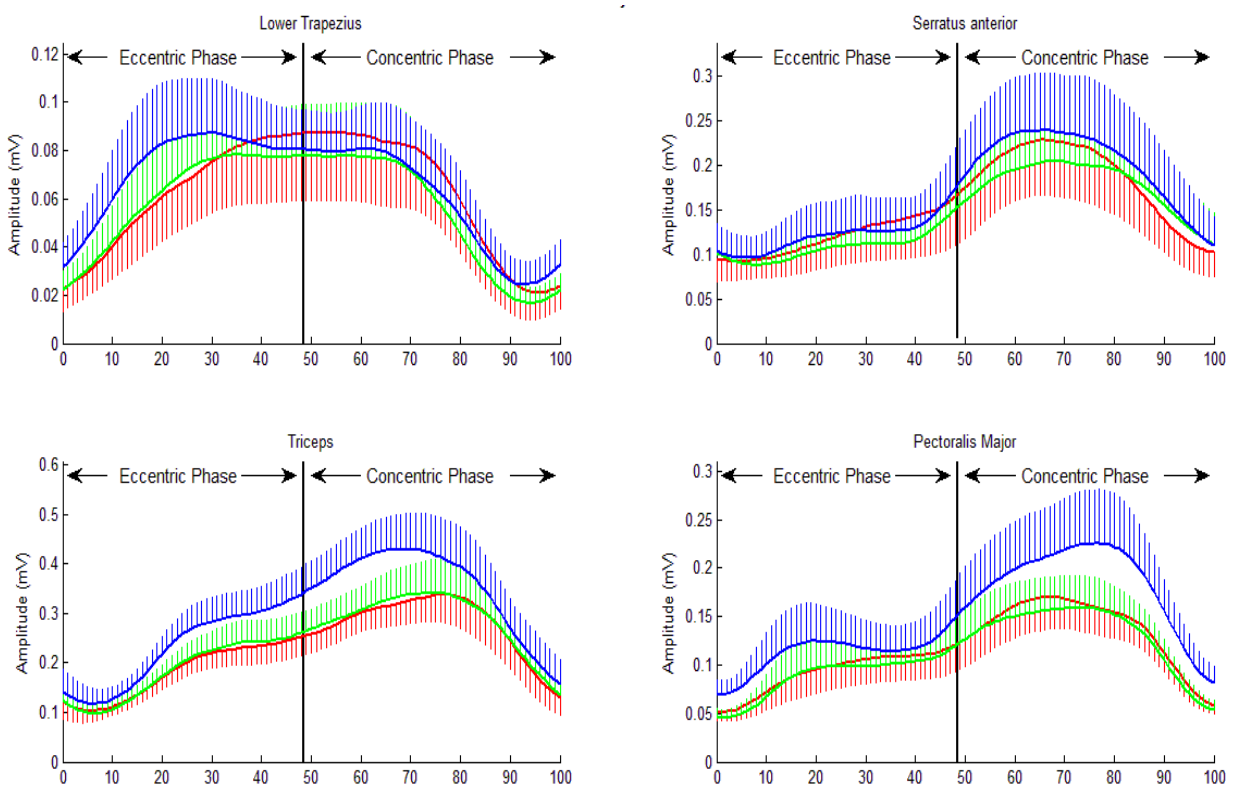 Lower Trapezius
Eccentric Phase Concentric Phase
Amplitude (mV)
0.12
0.1
0.08
0.06
0.04
0.02
0
0 10 20 30 40 50 60 70 80 90 100
Serratus anterior
Eccentric Phase Concentric Phase
Amplitude (mV)
0.3
0.25
0.2
0.15
0.1
0.05
0
0 10 20 30 40 50 60 70 80 90 100
Triceps
Eccentric Phase Concentric Phase
Amplitude (mV)
0.6
0.5
0.4
0.3
0.2
0.1
0
0 10 20 30 40 50 60 70 80 90 100
Pectoralis Major
Eccentric Phase Concentric Phase
Amplitude (mV)
0.3
0.25
0.2
0.15
0.1
0.05
0
0 10 20 30 40 50 60 70 80 90 100